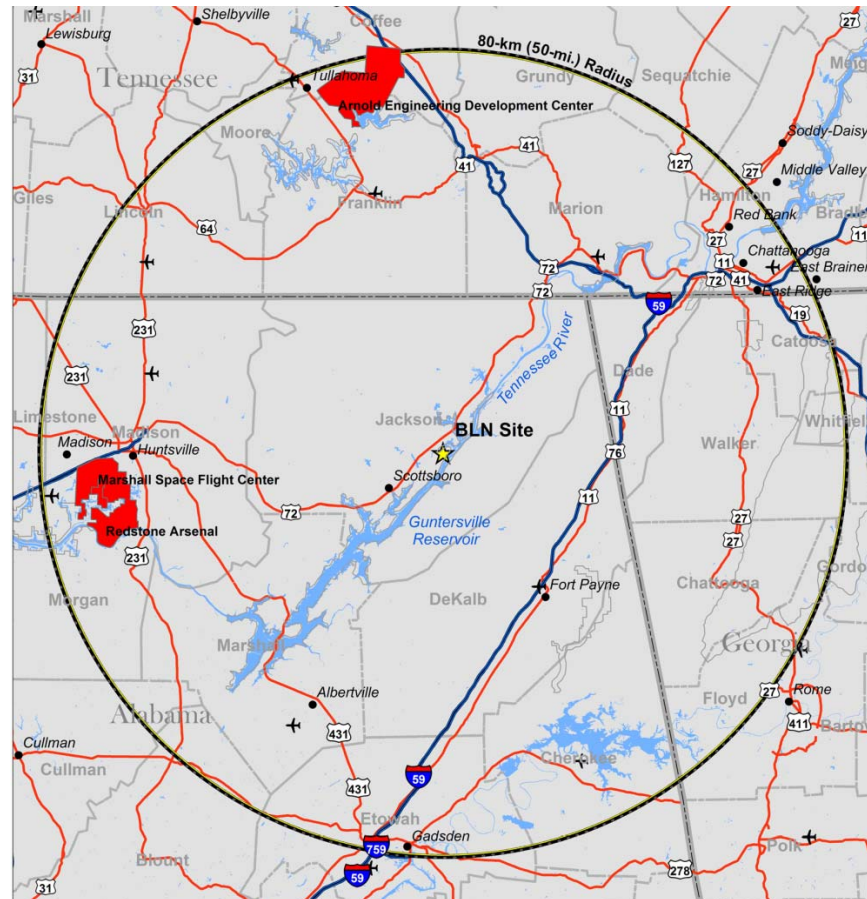 Marshall
Shelbyville
Coffee
Lewisburg
31
41
27
80-km (50-mi.) Radius
Grundy
Sequatchie
Tennessee
Tullahoma
Arnold Engineering Development Center
Soddy-Daisy
Moore
127
27
41
41
Middle Valley
Giles
Lincoln
Franklin
Marion
Hamilton
Red Bank
64
27
11
Chattanooga
72
11
72
41
East Ridge
72
59
19
Catoosa
231
Tennessee River
231
Dade
11
Limestone
Jackson
BLN Site
Walker
Whitfield
Madison
Madison
Huntsville
76
Marshall Space Flight Center
Scottsboro
11
72
Guntersville
Reservoir
27
Redstone Arsenal
231
27
Morgan
Fort Payne
DeKalb
Chattooga
Marshall
Georgia
Floyd
27
Rome
Albertville
Alabama
411
431
Cullman
Cullman
59
Cherokee
431
Etowah
759
Gadsden
Blount
59
278
Polk
31